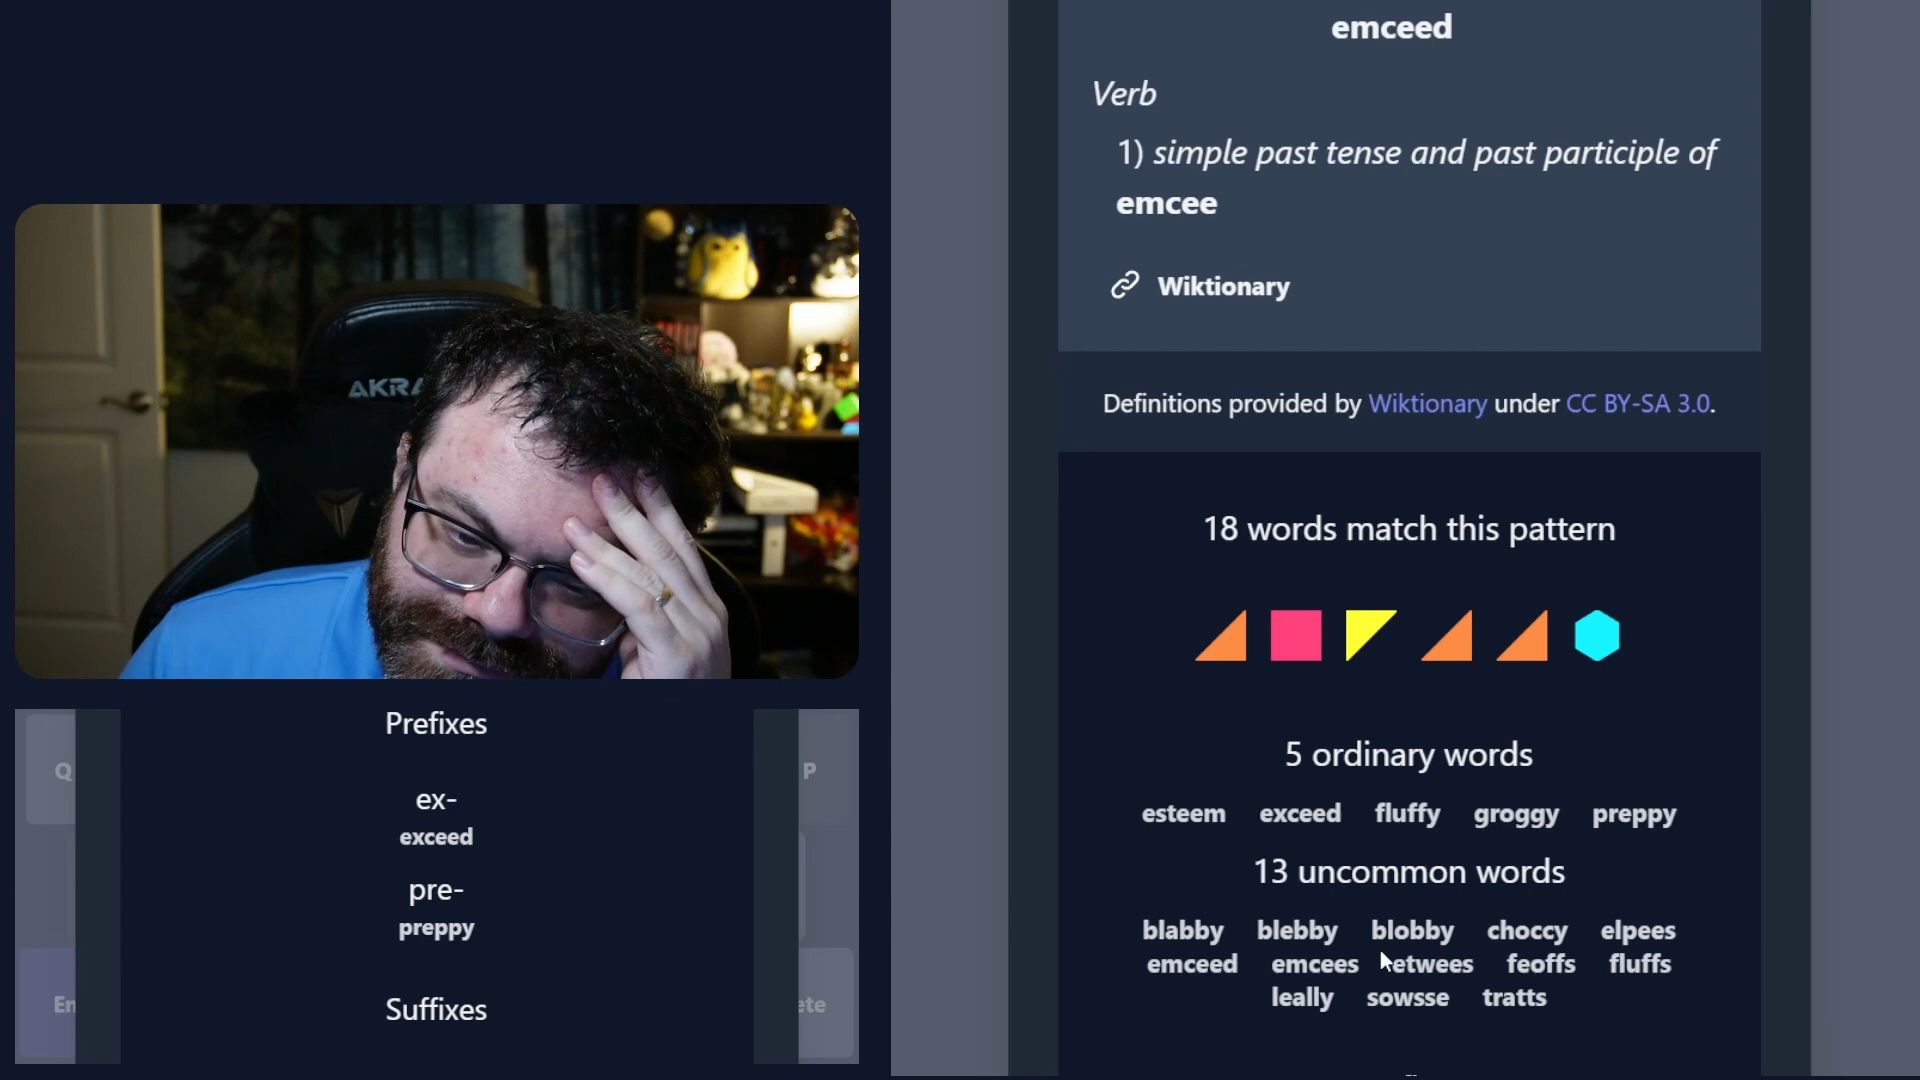 emceed
Verb
1) simple past tense and past participle of
emcee
Wiktionary
Definitions provided by Wiktionary under CC BY-SA 3.0.
18 words match this pattern
5 ordinary words
esteem exceed fluffy groggy preppy
13 uncommon words
blabby blebby blobby choccy elpees
emceed emcees etwees feoffs fluffs
leally sowsse tratts
AKRA
Prefixes
ex-
exceed
pre-
preppy
Suffixes
Q
P
En
ete